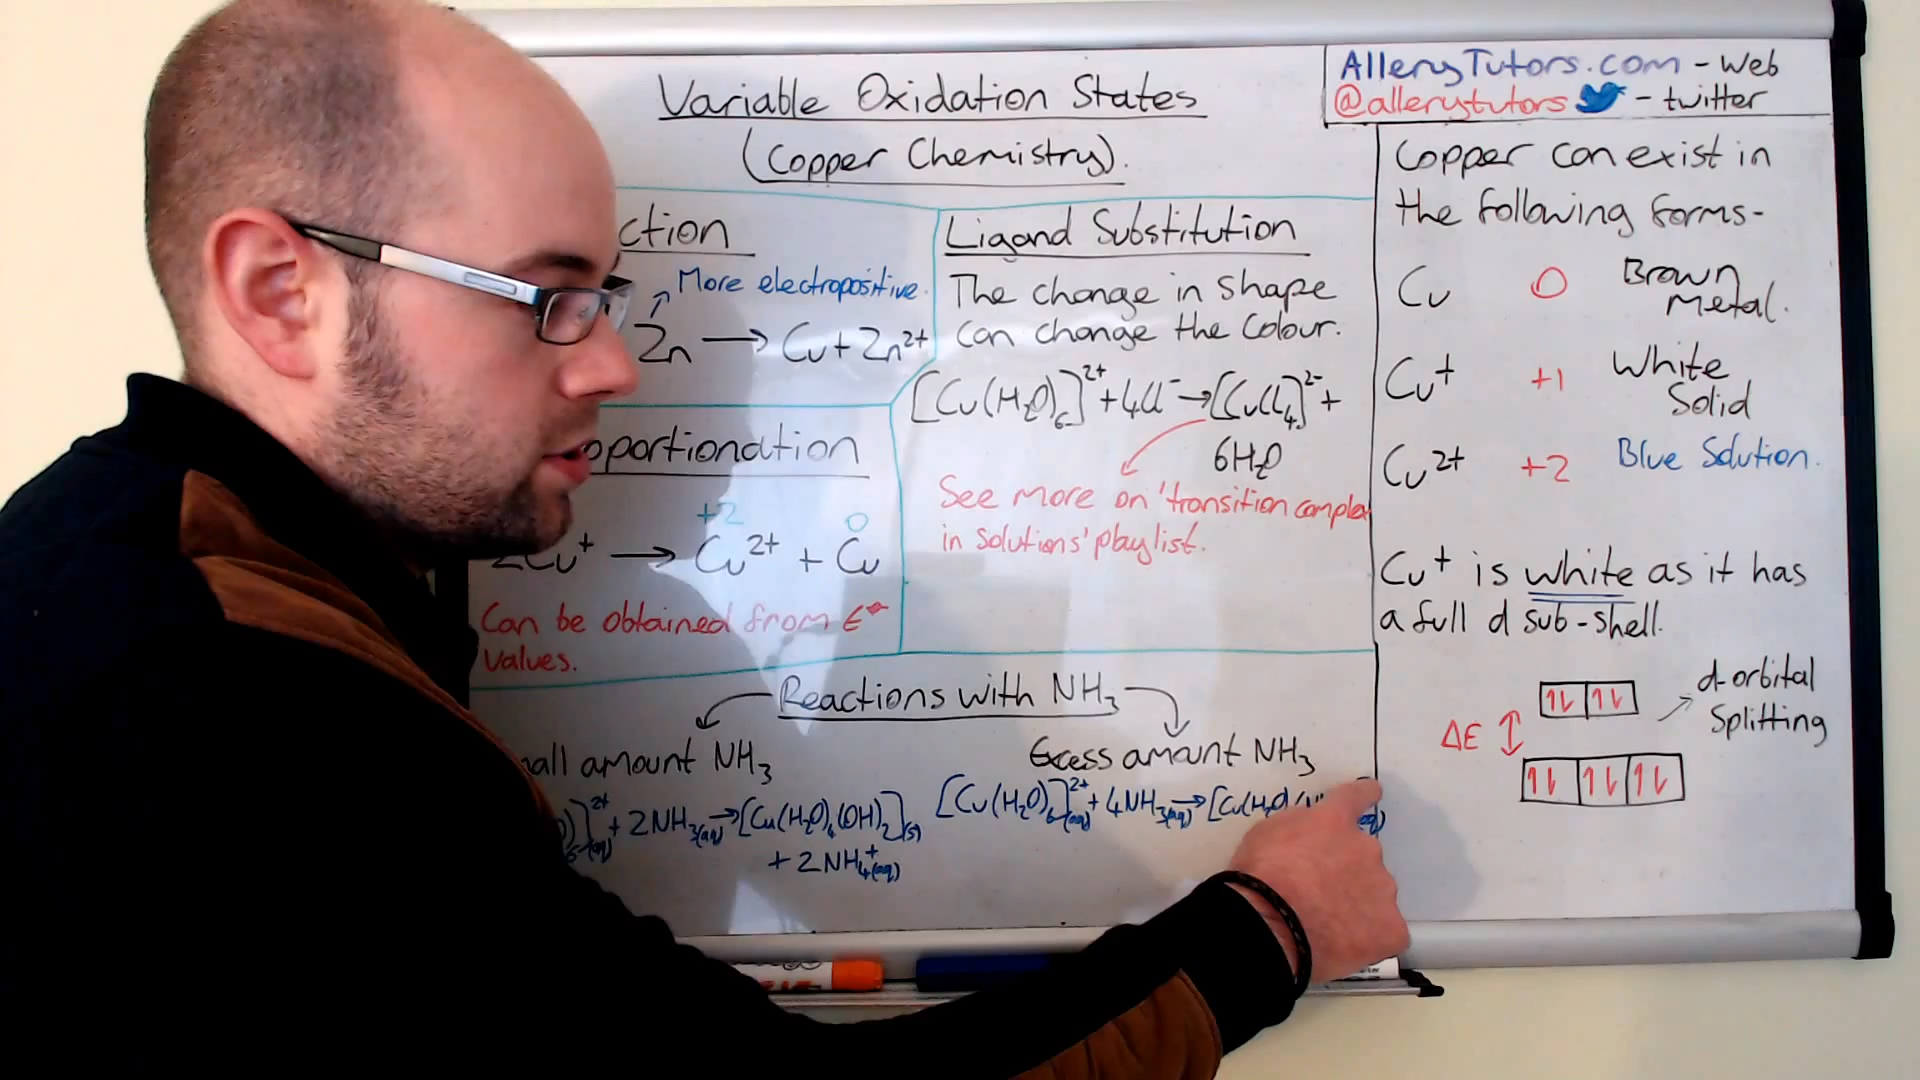 Variable Oxidation States
(Copper Chemistry).
AlleryTutors.com - Web
@allerytutors - twitter
ction
More electropositive.
Zn → Cu + Zn²⁺
oportionation
+2 0
2Cu⁺ → Cu²⁺ + Cu
Can be obtained from E
values.
Ligand Substitution
The change in shape
can change the colour.
[Cu(H₂O)₆]²⁺ + 4Cl⁻ → [CuCl₄]²⁻ +
6H₂O
See more on 'transition complex
in solutions' playlist.
Reactions with NH₃
all amount NH₃
]²⁺ + 2NH₃(aq) → [Cu(H₂O)₄(OH)₂](s)
+ 2NH₄⁺(aq)
Excess amount NH₃
[Cu(H₂O)₆]²⁺(aq) + 4NH₃(aq) → [Cu(H₂O)
Copper can exist in
the following forms-
Cu 0 Brown
Metal.
Cu⁺ +1 White
Solid
Cu²⁺ +2 Blue Solution.
Cu⁺ is white as it has
a full d sub-shell.
d-orbital
Splitting
ΔE